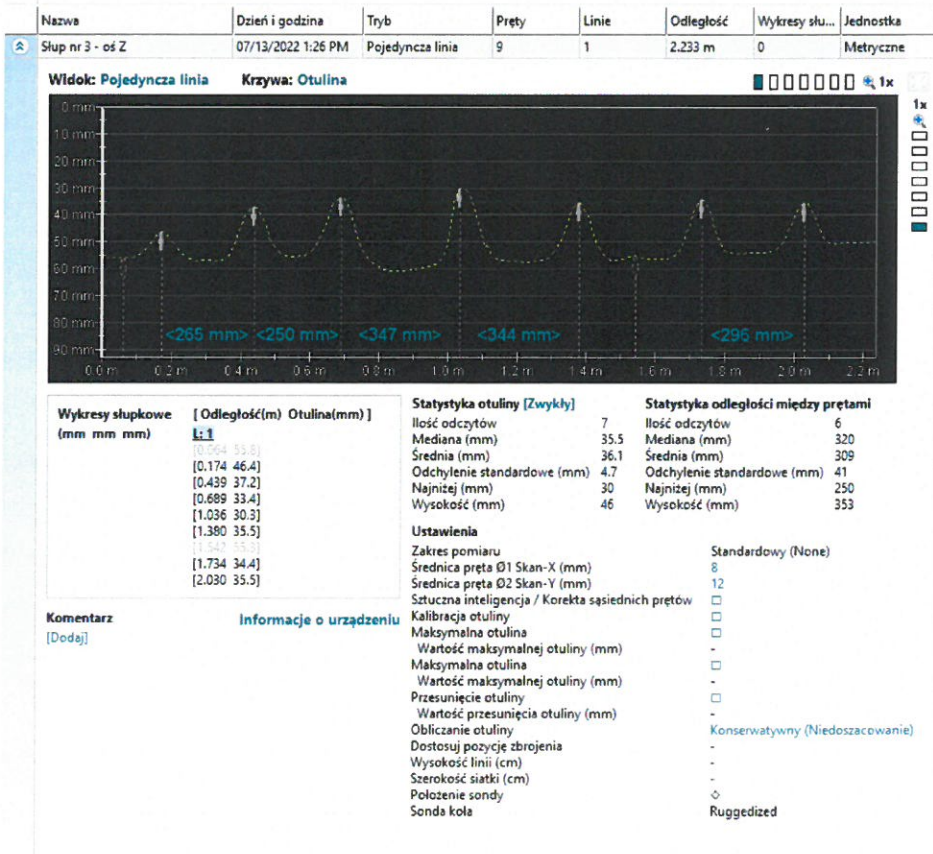 Nazwa Dzień i godzina Tryb Pręty Linie Odległość Wykresy słu... Jednostka
Słup nr 3 - oś Z 07/13/2022 1:26 PM Pojedyncza linia 9 1 2.233 m 0 Metryczne
Widok: Pojedyncza linia Krzywa: Otulina 1x
1x
0 mm
10 mm
20 mm
30 mm
40 mm
50 mm
60 mm
70 mm
80 mm
90 mm
<265 mm> <250 mm> <347 mm> <344 mm> <296 mm>
0.0 m 0.2 m 0.4 m 0.6 m 0.8 m 1.0 m 1.2 m 1.4 m 1.6 m 1.8 m 2.0 m 2.2 m
Wykresy słupkowe [ Odległość(m) Otulina(mm) ]
(mm mm mm) L: 1
[0.064 55.8]
[0.174 46.4]
[0.439 37.2]
[0.689 33.4]
[1.036 30.3]
[1.380 35.5]
[1.542 55.3]
[1.734 34.4]
[2.030 35.5]
Komentarz Informacje o urządzeniu
[Dodaj]
Statystyka otuliny [Zwykły]
Ilość odczytów 7
Mediana (mm) 35.5
Średnia (mm) 36.1
Odchylenie standardowe (mm) 4.7
Najniżej (mm) 30
Wysokość (mm) 46
Statystyka odległości między prętami
Ilość odczytów 6
Mediana (mm) 320
Średnia (mm) 309
Odchylenie standardowe (mm) 41
Najniżej (mm) 250
Wysokość (mm) 353
Ustawienia
Zakres pomiaru Standardowy (None)
Średnica pręta Ø1 Skan-X (mm) 8
Średnica pręta Ø2 Skan-Y (mm) 12
Sztuczna inteligencja / Korekta sąsiednich prętów
Kalibracja otuliny
Maksymalna otulina
Wartość maksymalnej otuliny (mm) -
Maksymalna otulina
Wartość maksymalnej otuliny (mm) -
Przesunięcie otuliny
Wartość przesunięcia otuliny (mm) -
Obliczanie otuliny Konserwatywny (Niedoszacowanie)
Dostosuj pozycję zbrojenia -
Wysokość linii (cm) -
Szerokość siatki (cm) -
Położenie sondy
Sonda koła Ruggedized